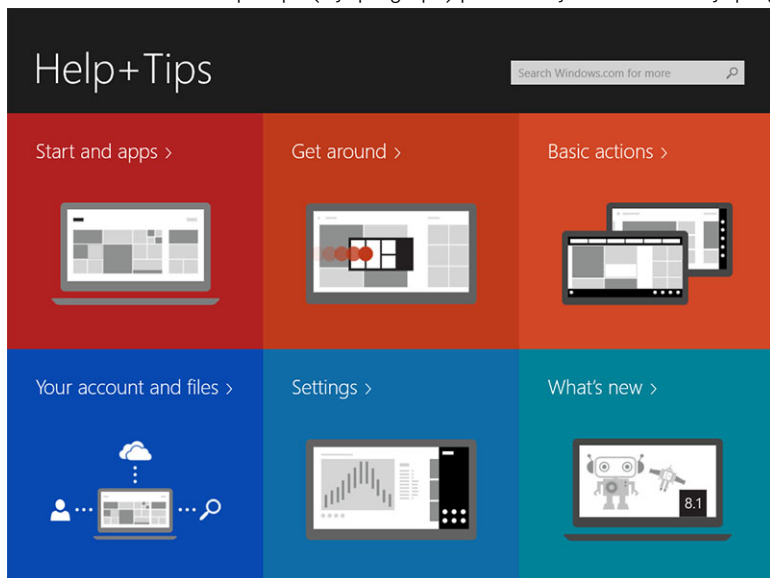 Help+Tips
Search Windows.com for more
Start and apps >
Get around >
Basic actions >
Your account and files >
Settings >
What's new >
8.1